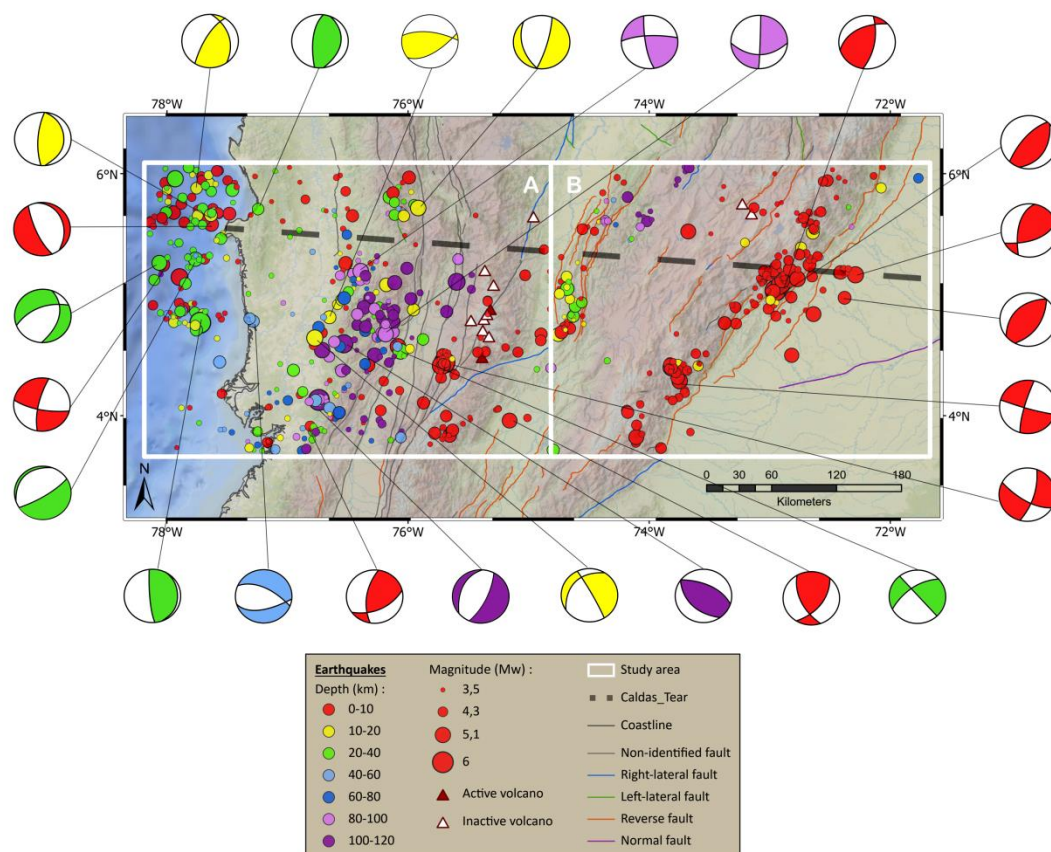 78°W 76°W 74°W 72°W
6°N 6°N
A B
4°N 4°N
N
0 30 60 120 180
Kilometers
78°W 76°W 74°W 72°W
Earthquakes
Depth (km) :
0-10
10-20
20-40
40-60
60-80
80-100
100-120
Magnitude (Mw) :
3,5
4,3
5,1
6
Active volcano
Inactive volcano
Study area
Caldas_Tear
Coastline
Non-identified fault
Right-lateral fault
Left-lateral fault
Reverse fault
Normal fault